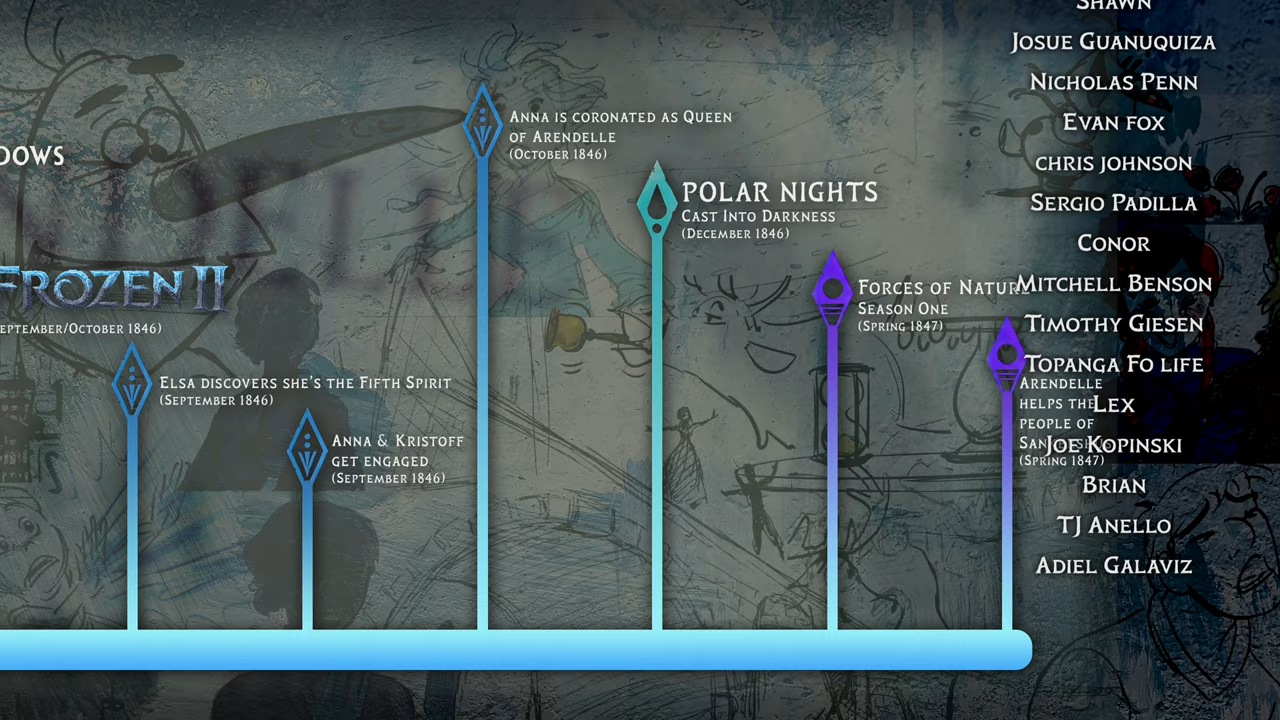 DOWS
FROZEN II
EPTEMBER/OCTOBER 1846)
ELSA DISCOVERS SHE'S THE FIFTH SPIRIT
(SEPTEMBER 1846)
ANNA & KRISTOFF
GET ENGAGED
(SEPTEMBER 1846)
ANNA IS CORONATED AS QUEEN
OF ARENDELLE
(OCTOBER 1846)
POLAR NIGHTS
CAST INTO DARKNESS
(DECEMBER 1846)
FORCES OF NATURE
SEASON ONE
(SPRING 1847)
ARENDELLE
HELPS THE
PEOPLE OF
(SPRING 1847)
SHAWN
JOSUE GUANUQUIZA
NICHOLAS PENN
EVAN FOX
CHRIS JOHNSON
SERGIO PADILLA
CONOR
MITCHELL BENSON
TIMOTHY GIESEN
TOPANGA FO LIFE
LEX
JOE KOPINSKI
BRIAN
TJ ANELLO
ADIEL GALAVIZ